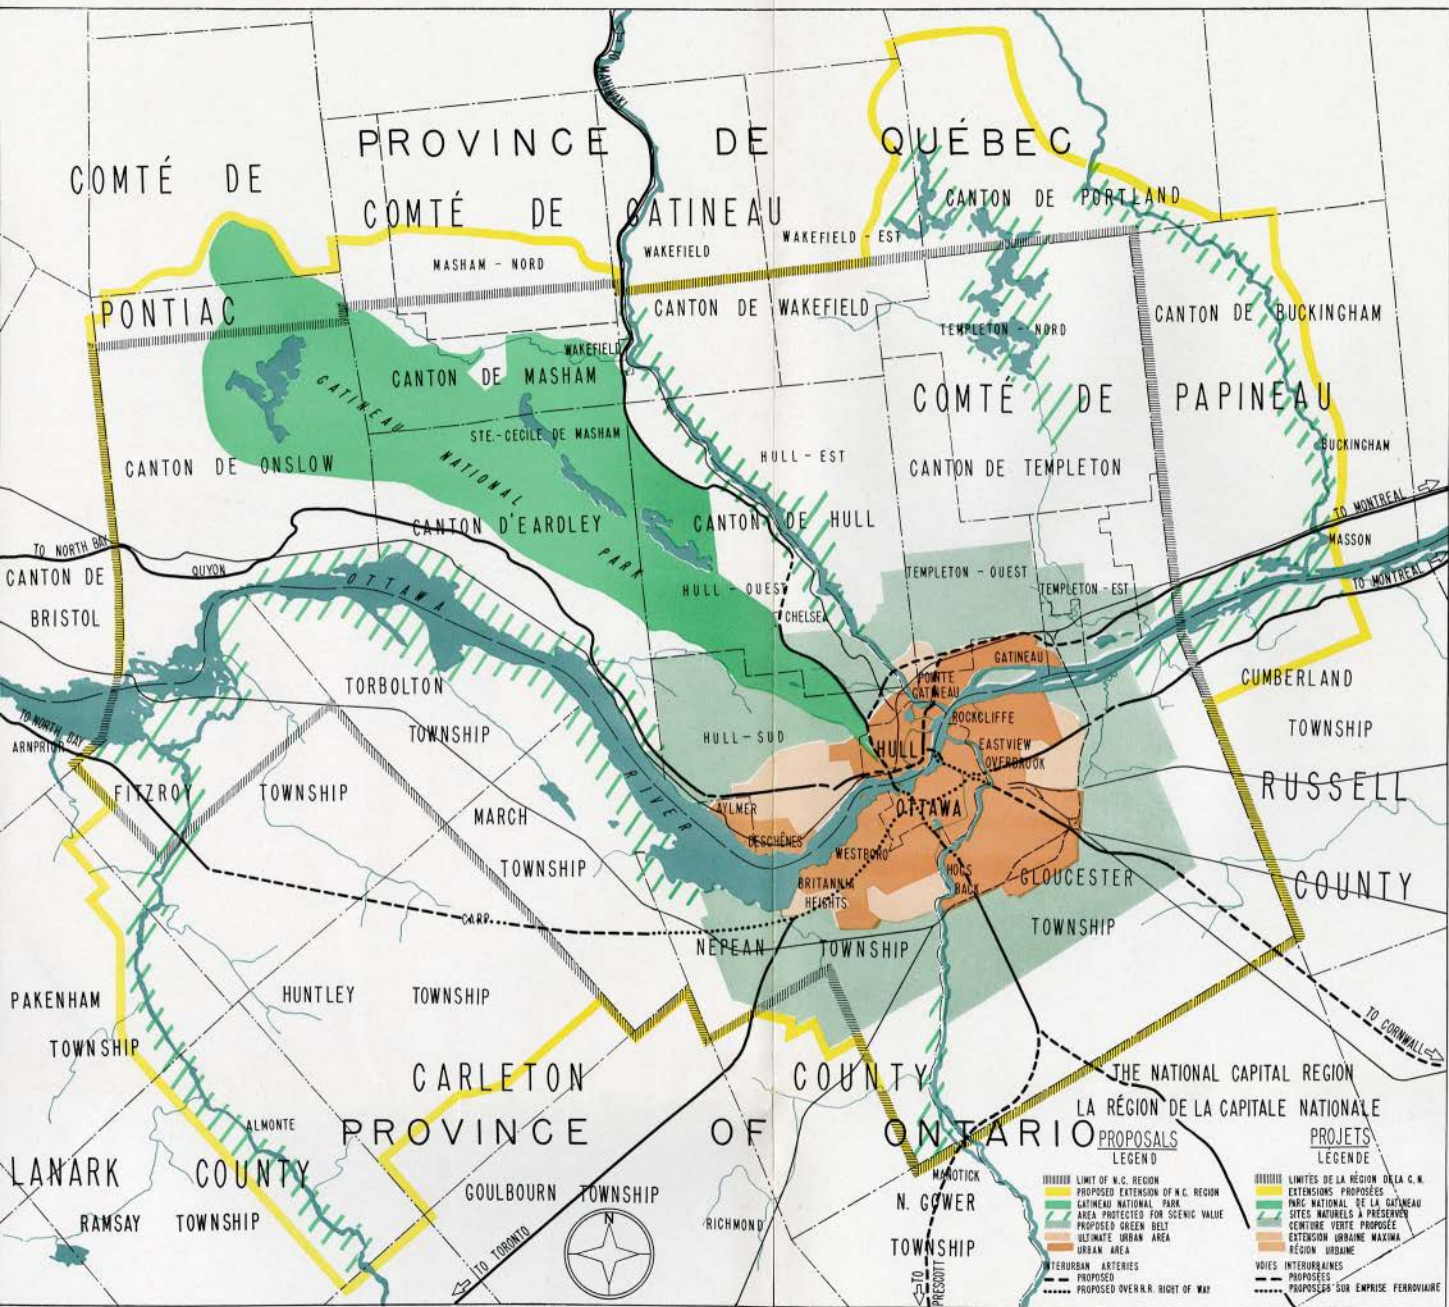 TO MANIWAKI
PROVINCE DE QUÉBEC
COMTÉ DE
PONTIAC
COMTÉ DE GATINEAU
CANTON DE PORTLAND
WAKEFIELD
WAKEFIELD - EST
MASHAM - NORD
CANTON DE WAKEFIELD
CANTON DE BUCKINGHAM
TEMPLETON - NORD
WAKEFIELD
CANTON DE MASHAM
GATINEAU NATIONAL PARK
COMTÉ DE PAPINEAU
STE.-CECILE DE MASHAM
BUCKINGHAM
HULL - EST
CANTON DE ONSLOW
CANTON DE TEMPLETON
TO MONTREAL
CANTON D'EARDLEY
CANTON DE HULL
MASSON
TO NORTH BAY
QUYON
CANTON DE
BRISTOL
OTTAWA RIVER
TEMPLETON - OUEST
TEMPLETON - EST
TO MONTREAL
HULL - OUEST
CHELSEA
GATINEAU
POINTE
GATINEAU
CUMBERLAND
TOWNSHIP
TORBOLTON
TOWNSHIP
TO NORTH BAY
ARNPRIOR
ROCKCLIFFE
HULL - SUD
HULL
EASTVIEW
OVERBROOK
RUSSELL
COUNTY
FITZROY
TOWNSHIP
AYLMER
OTTAWA
MARCH
TOWNSHIP
DESCHÊNES
WESTBORO
BRITANNIA
HEIGHTS
HOGS
BACK
GLOUCESTER
TOWNSHIP
CARP
NEPEAN TOWNSHIP
PAKENHAM
TOWNSHIP
HUNTLEY TOWNSHIP
TO CORNWALL
CARLETON COUNTY
PROVINCE OF ONTARIO
ALMONTE
LANARK COUNTY
RAMSAY TOWNSHIP
GOULBOURN TOWNSHIP
RICHMOND
MANOTICK
N. GOWER
TOWNSHIP
TO TORONTO
TO PRESCOTT
N
THE NATIONAL CAPITAL REGION
LA RÉGION DE LA CAPITALE NATIONALE
PROPOSALS
LEGEND
LIMIT OF N.C. REGION
PROPOSED EXTENSION OF N.C. REGION
GATINEAU NATIONAL PARK
AREA PROTECTED FOR SCENIC VALUE
PROPOSED GREEN BELT
ULTIMATE URBAN AREA
URBAN AREA
INTERURBAN ARTERIES
PROPOSED
PROPOSED OVER R.R. RIGHT OF WAY
PROJETS
LÉGENDE
LIMITES DE LA RÉGION DE LA C.N.
EXTENSIONS PROPOSÉES
PARC NATIONAL DE LA GATINEAU
SITES NATURELS À PRÉSERVER
CEINTURE VERTE PROPOSÉE
EXTENSION URBAINE MAXIMA
RÉGION URBAINE
VOIES INTERURBAINES
PROPOSÉES
PROPOSÉES SUR EMPRISE FERROVIAIRE